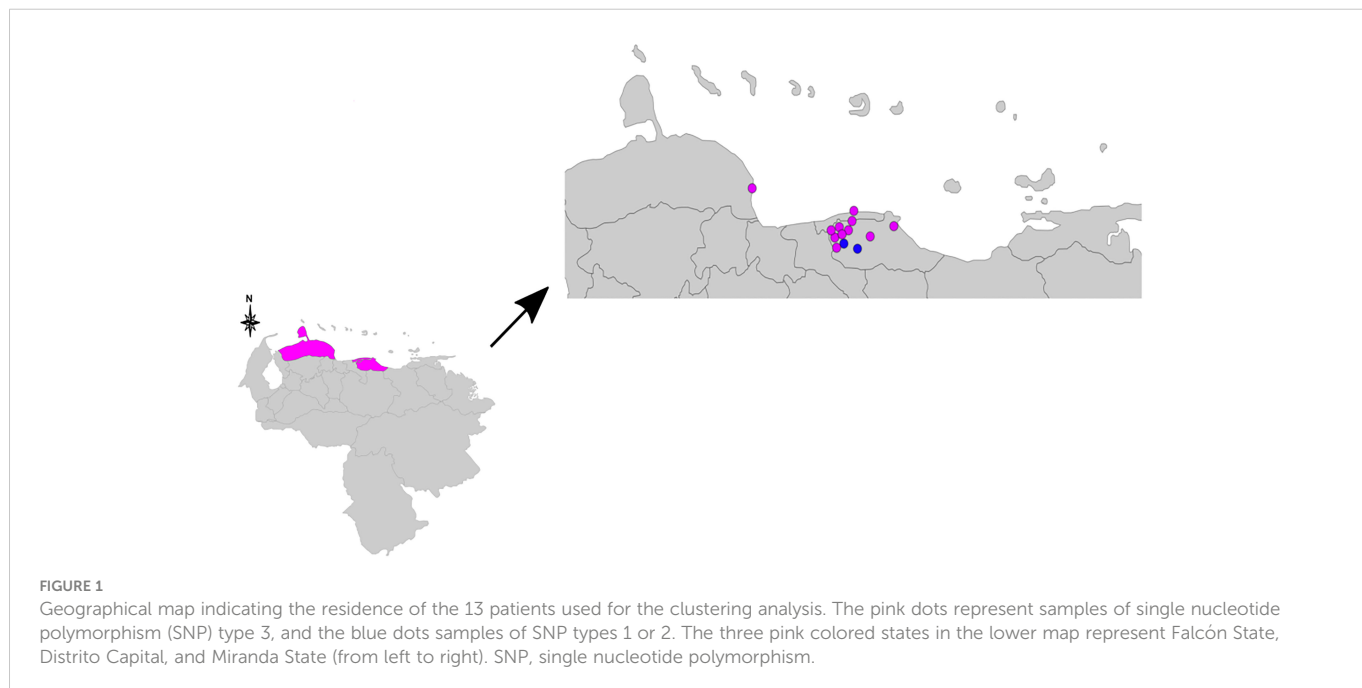 N
FIGURE 1
Geographical map indicating the residence of the 13 patients used for the clustering analysis. The pink dots represent samples of single nucleotide
polymorphism (SNP) type 3, and the blue dots samples of SNP types 1 or 2. The three pink colored states in the lower map represent Falcón State,
Distrito Capital, and Miranda State (from left to right). SNP, single nucleotide polymorphism.